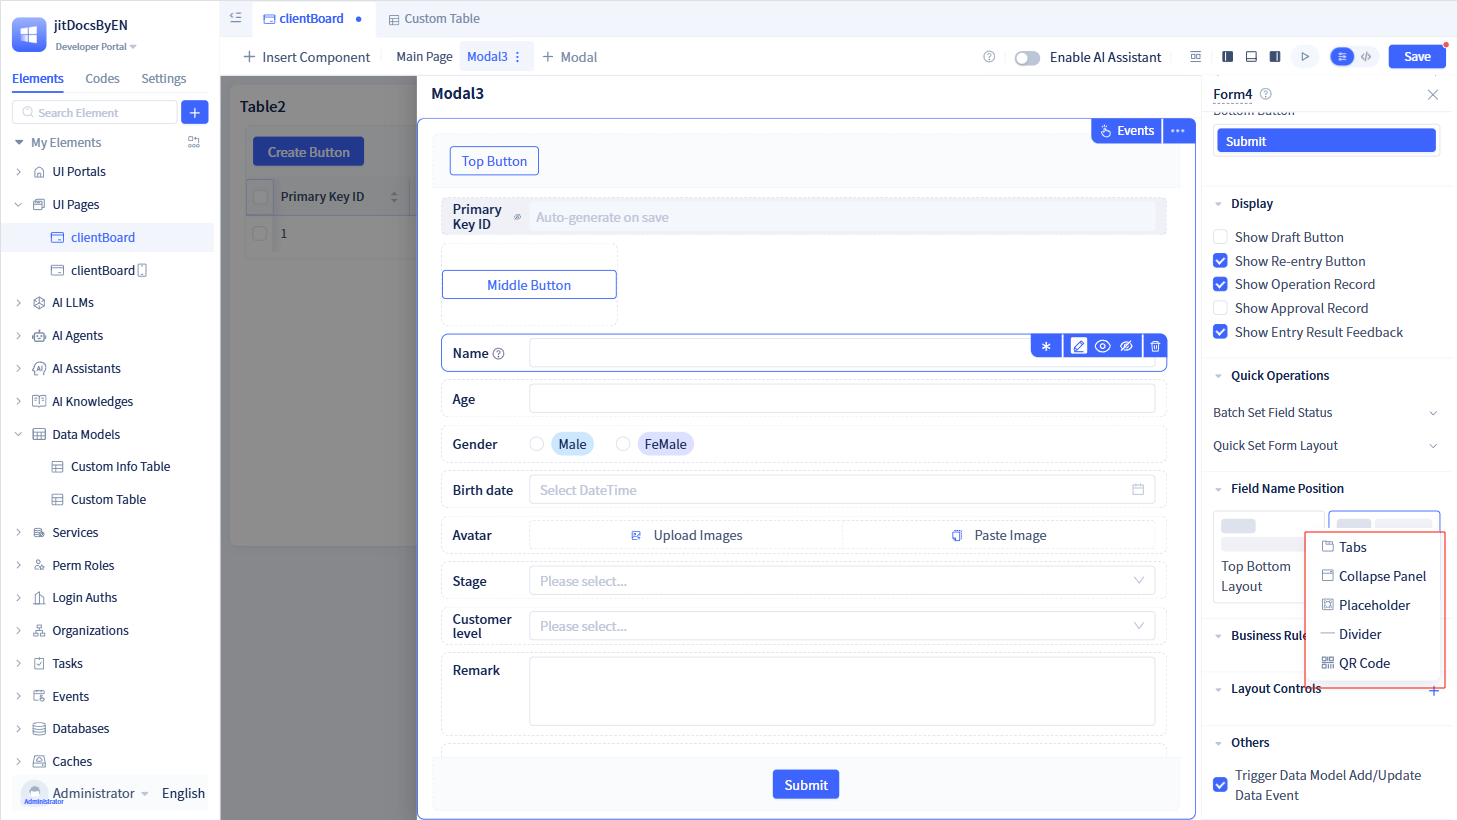 jitDocsByEN
Developer Portal
Elements
Codes
Settings
Search Element
My Elements
UI Portals
UI Pages
clientBoard
clientBoard
AI LLMs
AI Agents
AI Assistants
AI Knowledges
Data Models
Custom Info Table
Custom Table
Services
Perm Roles
Login Auths
Organizations
Tasks
Events
Databases
Caches
Administrator
Administrator
English
clientBoard
Custom Table
Insert Component
Main Page
Modal3
Modal
Enable AI Assistant
Save
Table2
Create Button
Primary Key ID
1
Modal3
Events
Top Button
Primary
Key ID
Auto-generate on save
Middle Button
Name
Age
Gender
Male
FeMale
Birth date
Select DateTime
Avatar
Upload Images
Paste Image
Stage
Please select...
Customer
level
Please select...
Remark
Submit
Form4
Bottom Button
Submit
Display
Show Draft Button
Show Re-entry Button
Show Operation Record
Show Approval Record
Show Entry Result Feedback
Quick Operations
Batch Set Field Status
Quick Set Form Layout
Field Name Position
Top Bottom
Layout
Tabs
Collapse Panel
Placeholder
Divider
QR Code
Business Rule
Layout Controls
Others
Trigger Data Model Add/Update
Data Event